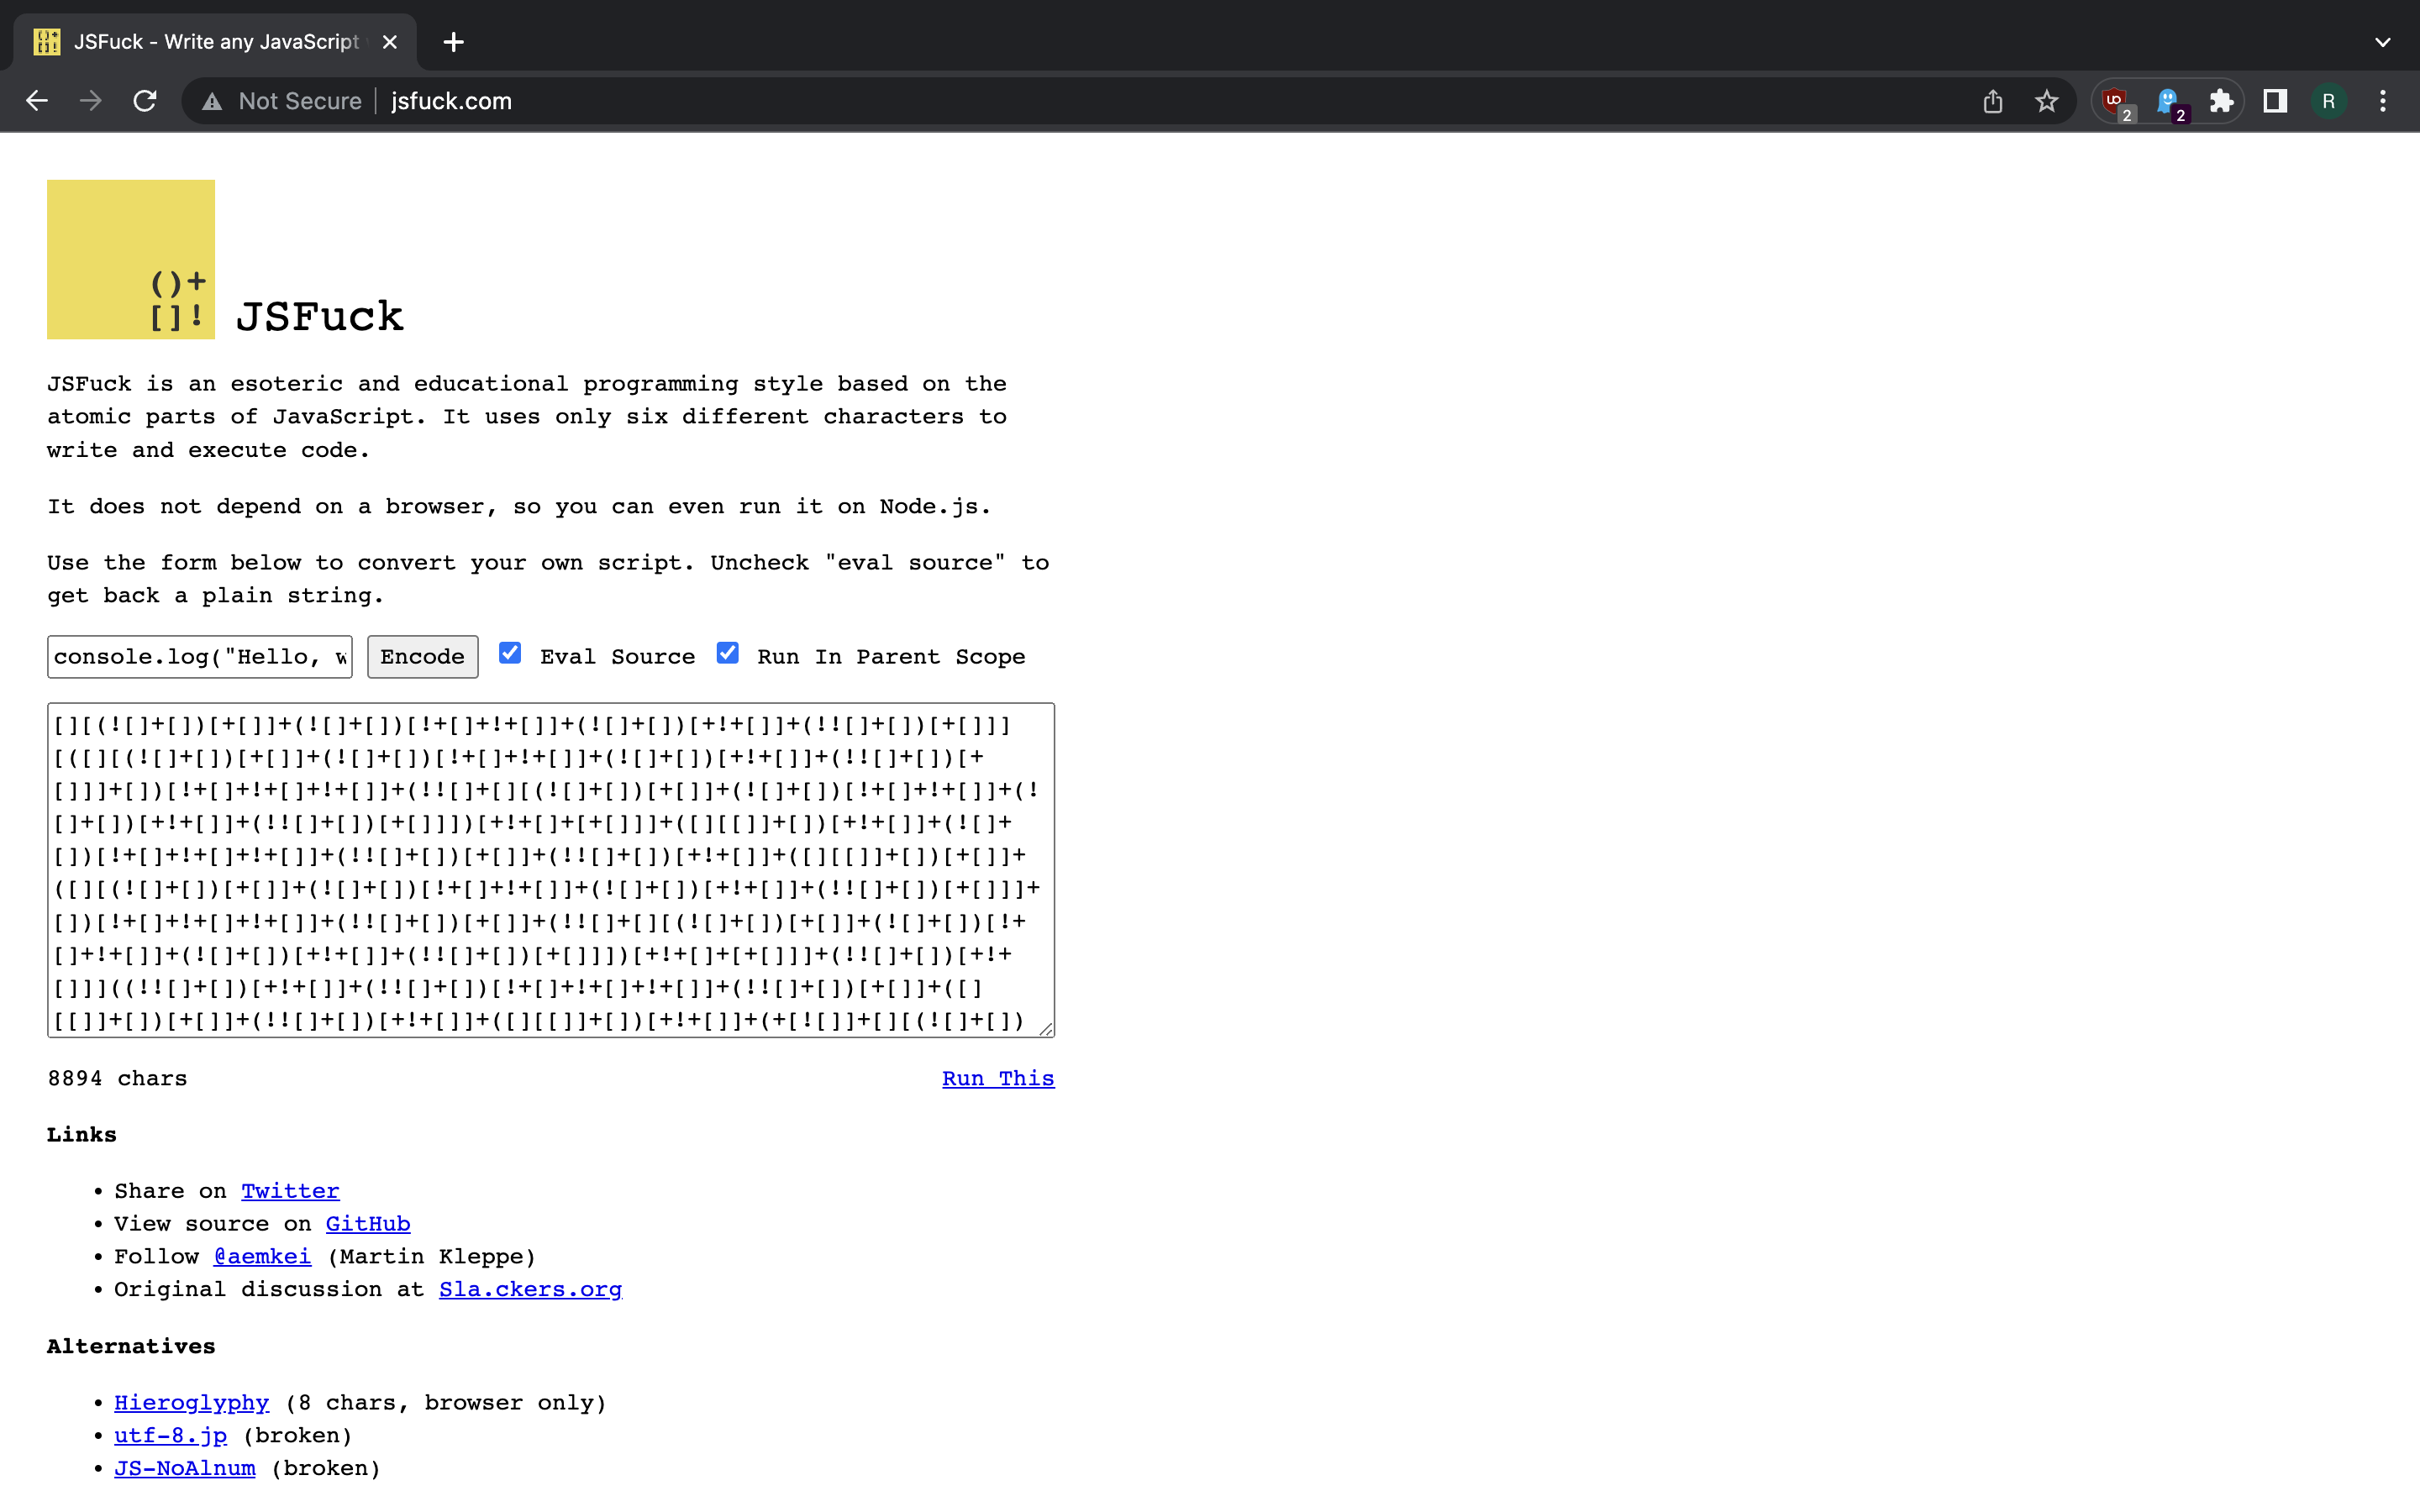 JSFuck - Write any JavaScript
Not Secure
jsfuck.com
2
2
R
()+
[]!
JSFuck
JSFuck is an esoteric and educational programming style based on the
atomic parts of JavaScript. It uses only six different characters to
write and execute code.
It does not depend on a browser, so you can even run it on Node.js.
Use the form below to convert your own script. Uncheck "eval source" to
get back a plain string.
console.log("Hello, w
Encode
Eval Source
Run In Parent Scope
[][(![]+[])[+[]]+(![]+[])[!+[]+!+[]]+(![]+[])[+!+[]]+(!![]+[])[+[]]]
[([][(![]+[])[+[]]+(![]+[])[!+[]+!+[]]+(![]+[])[+!+[]]+(!![]+[])[+
[]]]+[])[!+[]+!+[]+!+[]]+(!![]+[][(![]+[])[+[]]+(![]+[])[!+[]+!+[]]+(!
[]+[])[+!+[]]+(!![]+[])[+[]]])[+!+[]+[+[]]]+([][[]]+[])[+!+[]]+(![]+
[])[!+[]+!+[]+!+[]]+(!![]+[])[+[]]+(!![]+[])[+!+[]]+([][[]]+[])[+[]]+
([][(![]+[])[+[]]+(![]+[])[!+[]+!+[]]+(![]+[])[+!+[]]+(!![]+[])[+[]]]+
[])[!+[]+!+[]+!+[]]+(!![]+[])[+[]]+(!![]+[][(![]+[])[+[]]+(![]+[])[!+
[]+!+[]]+(![]+[])[+!+[]]+(!![]+[])[+[]]])[+!+[]+[+[]]]+(!![]+[])[+!+
[]]]((!![]+[])[+!+[]]+(!![]+[])[!+[]+!+[]+!+[]]+(!![]+[])[+[]]+([]
[[]]+[])[+[]]+(!![]+[])[+!+[]]+([][[]]+[])[+!+[]]+(+[![]]+[][(![]+[])
8894 chars
Run This
Links
• Share on Twitter
• View source on GitHub
• Follow @aemkei (Martin Kleppe)
• Original discussion at Sla.ckers.org
Alternatives
• Hieroglyphy (8 chars, browser only)
• utf-8.jp (broken)
• JS-NoAlnum (broken)